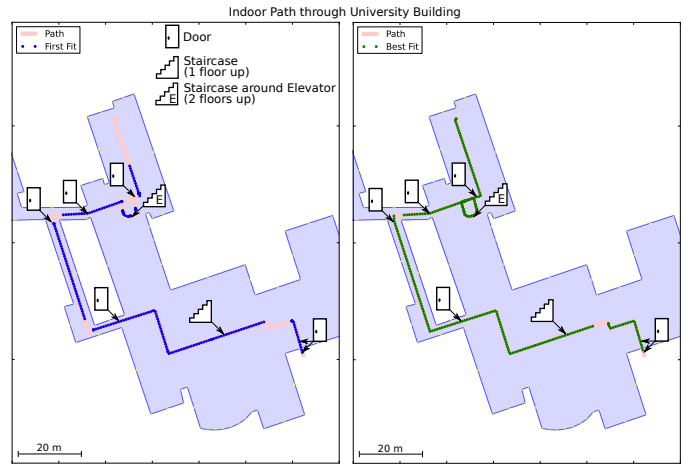 Indoor Path through University Building
Path
First Fit
Door
Staircase
(1 floor up)
E
Staircase around Elevator
(2 floors up)
E
20 m
Path
Best Fit
E
20 m